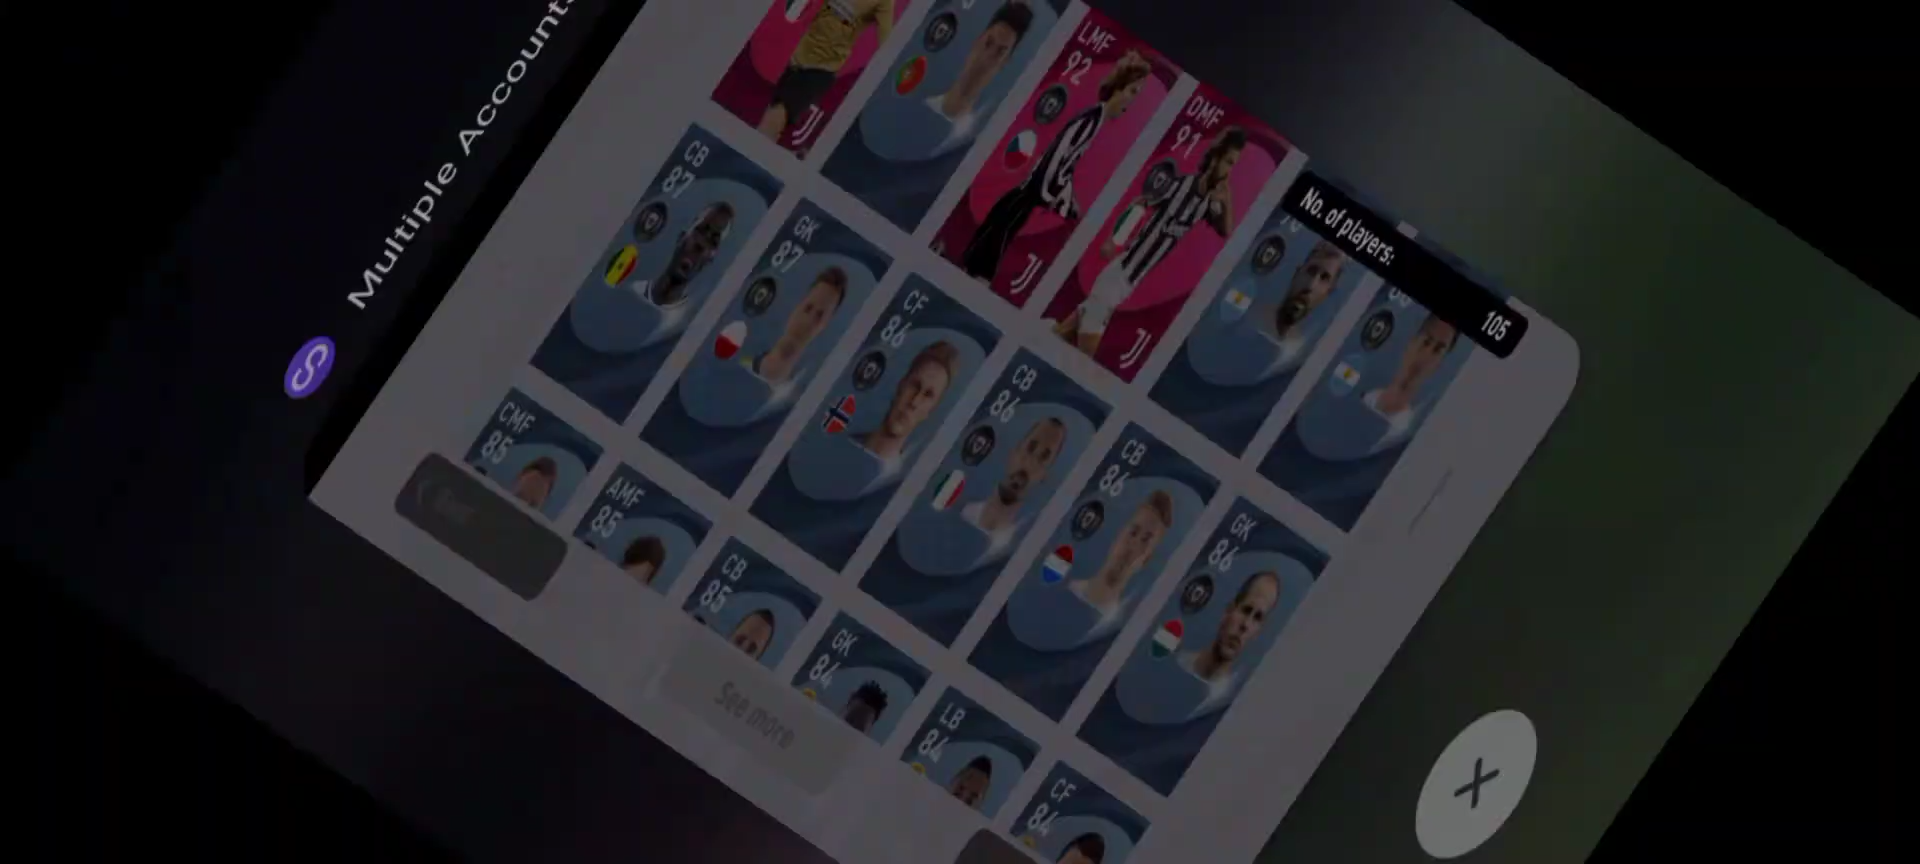 Multiple Account
S
No. of players:
105
LMF
92
DMF
91
CB
87
GK
87
CF
86
CB
86
CB
86
GK
86
CMF
85
AMF
85
CB
85
GK
84
LB
84
CF
84
See more